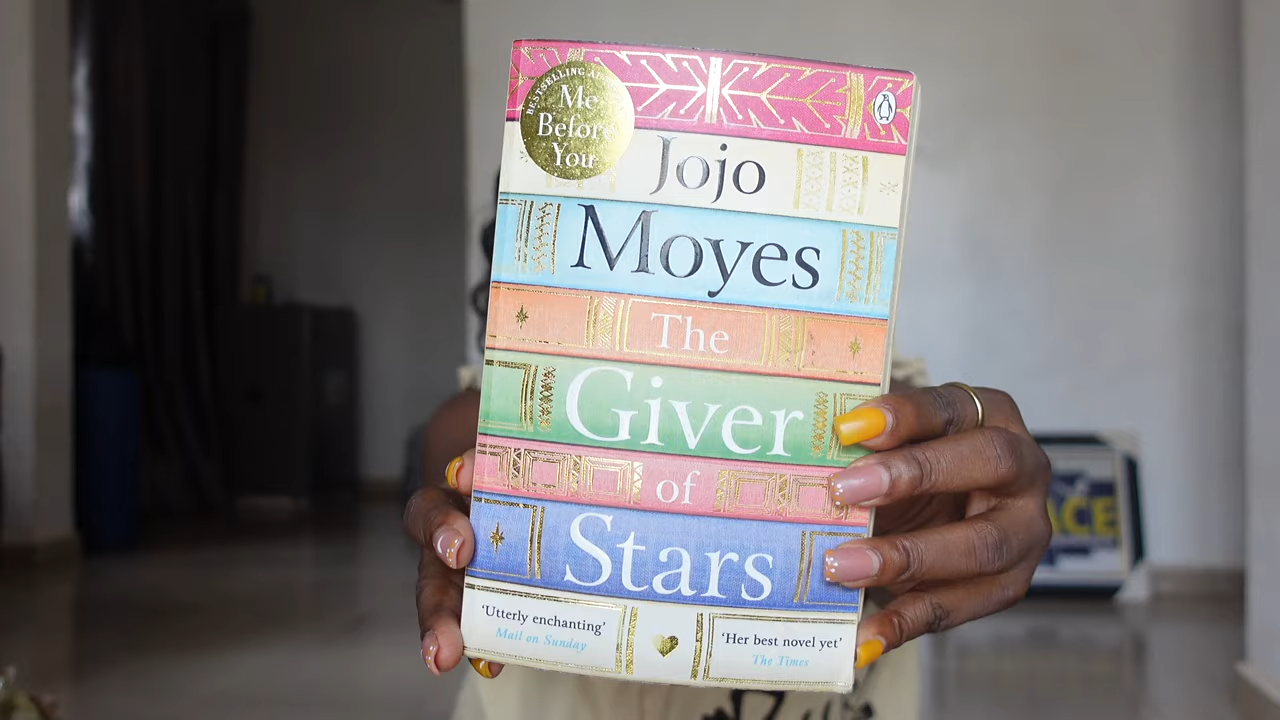 BESTSELLING
Me
Before
You
Jojo
Moyes
The
Giver
of
Stars
‘Utterly enchanting’
Mail on Sunday
‘Her best novel yet’
The Times